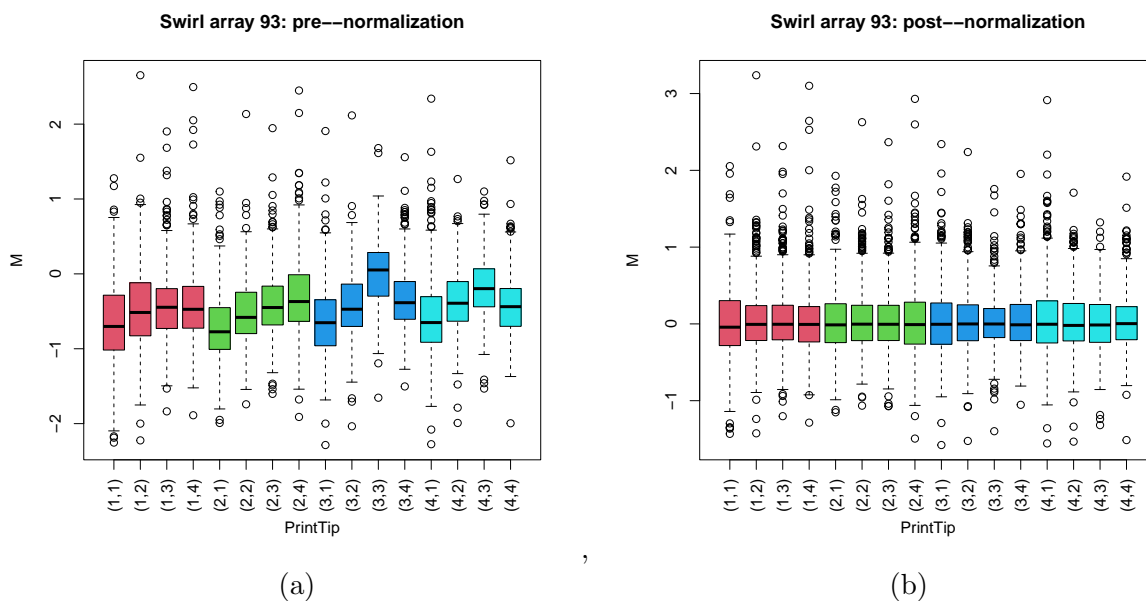 Swirl array 93: pre−−normalization
M
2
1
0
−1
−2
(1,1) (1,2) (1,3) (1,4) (2,1) (2,2) (2,3) (2,4) (3,1) (3,2) (3,3) (3,4) (4,1) (4,2) (4,3) (4,4)
PrintTip
(a)
,
Swirl array 93: post−−normalization
M
3
2
1
0
−1
(1,1) (1,2) (1,3) (1,4) (2,1) (2,2) (2,3) (2,4) (3,1) (3,2) (3,3) (3,4) (4,1) (4,2) (4,3) (4,4)
PrintTip
(b)